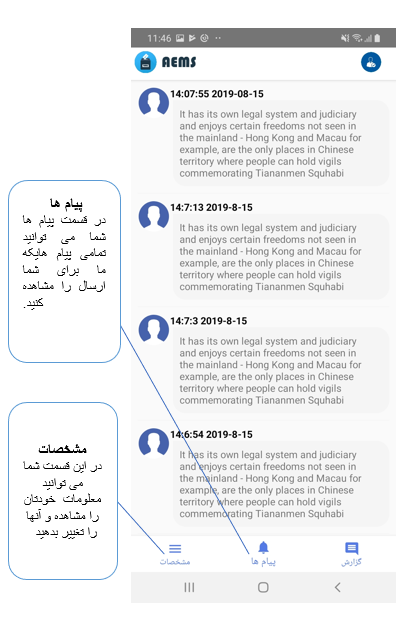 11:46
AEMS
14:07:55 2019-08-15
It has its own legal system and judiciary
and enjoys certain freedoms not seen in
the mainland - Hong Kong and Macau for
example, are the only places in Chinese
territory where people can hold vigils
commemorating Tiananmen Squhabi
14:7:13 2019-8-15
It has its own legal system and judiciary
and enjoys certain freedoms not seen in
the mainland - Hong Kong and Macau for
example, are the only places in Chinese
territory where people can hold vigils
commemorating Tiananmen Squhabi
14:7:3 2019-8-15
It has its own legal system and judiciary
and enjoys certain freedoms not seen in
the mainland - Hong Kong and Macau for
example, are the only places in Chinese
territory where people can hold vigils
commemorating Tiananmen Squhabi
14:6:54 2019-8-15
It has its own legal system and judiciary
and enjoys certain freedoms not seen in
the mainland - Hong Kong and Macau for
example, are the only places in Chinese
territory where people can hold vigils
commemorating Tiananmen Squhabi
مشخصات
پیام ها
گزارش
پیام ها
در قسمت پیام ها
شما می توانید
تمامی پیام هایکه
ما برای شما
ارسال را مشاهده
کنید.
مشخصات
در این قسمت شما
می توانید
معلومات خودتان
را مشاهده و آنها
را تغییر بدهید